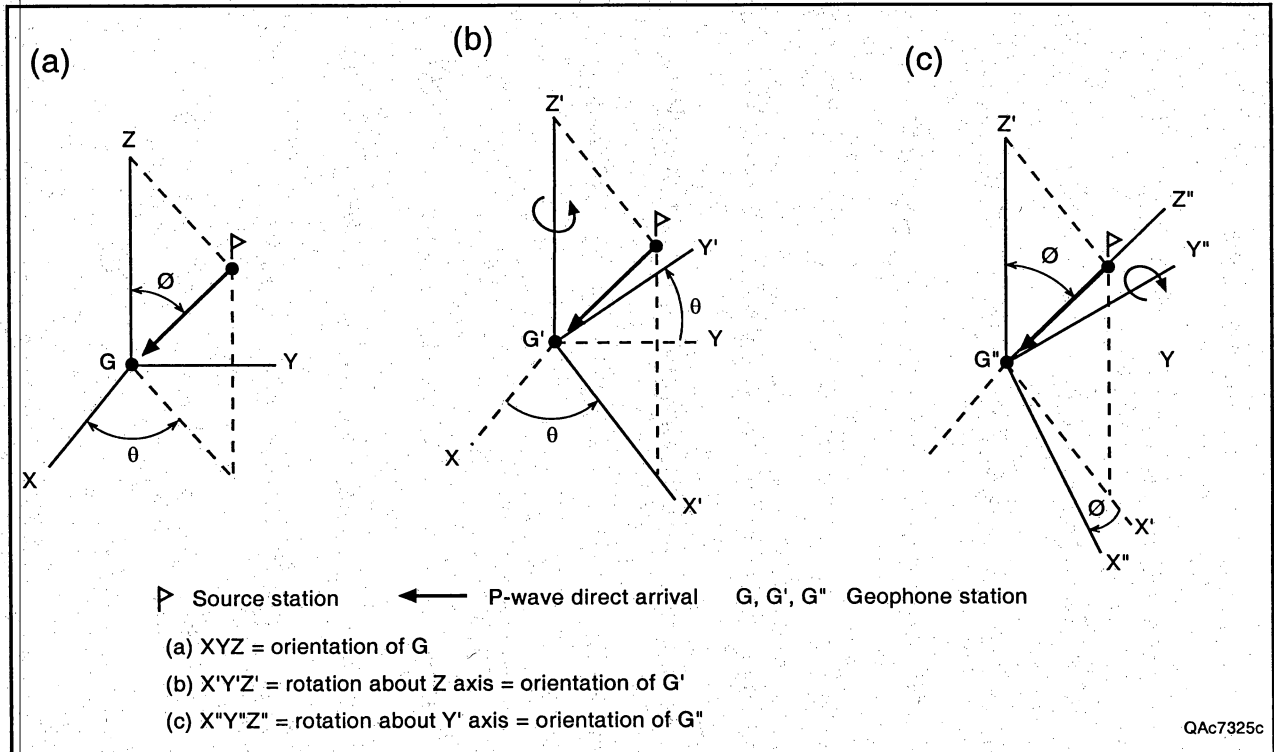 (a)
(b)
(c)
Z
Ø
G
Y
θ
X
Z'
Y'
θ
G'
Y
θ
X
X'
Z'
Z"
Y"
Ø
G"
Y
Ø
X'
X"
Source station P-wave direct arrival G, G', G" Geophone station
(a) XYZ = orientation of G
(b) X'Y'Z' = rotation about Z axis = orientation of G'
(c) X"Y"Z" = rotation about Y' axis = orientation of G"
QAc7325c